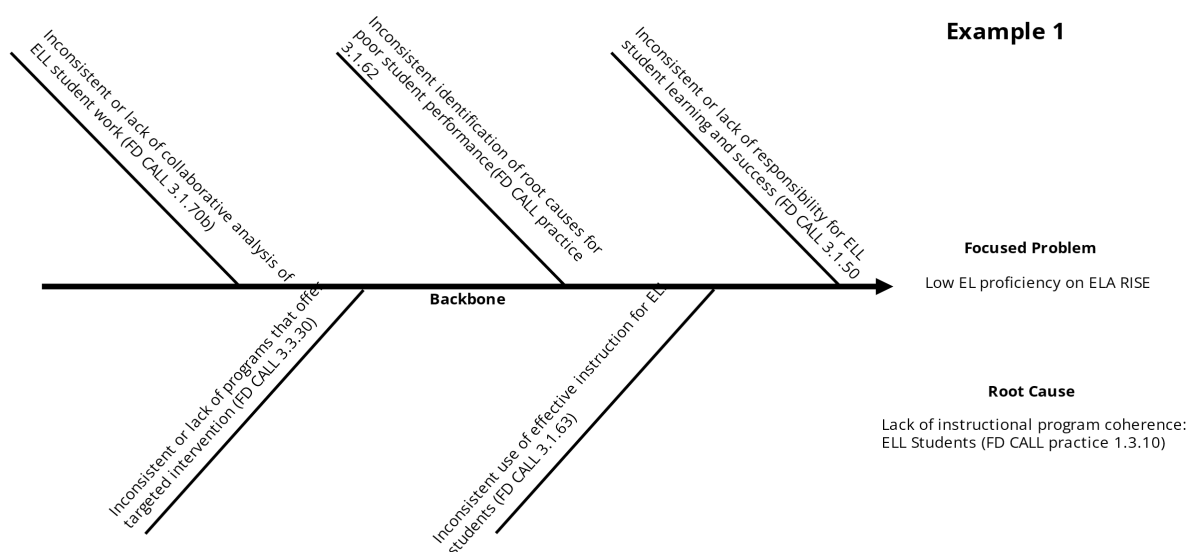 Example 1
Inconsistent or lack of collaborative analysis of
ELL student work (FD CALL 3.1.70b)
Inconsistent identification of root causes for
poor student performance(FD CALL practice
3.1.62
Inconsistent or lack of responsibility for ELL
student learning and success (FD CALL 3.1.50
Focused Problem
Low EL proficiency on ELA RISE
Backbone
Inconsistent or lack of programs that offer
targeted intervention (FD CALL 3.3.30)
Inconsistent use of effective instruction for ELL
students (FD CALL 3.1.63)
Root Cause
Lack of instructional program coherence:
ELL Students (FD CALL practice 1.3.10)